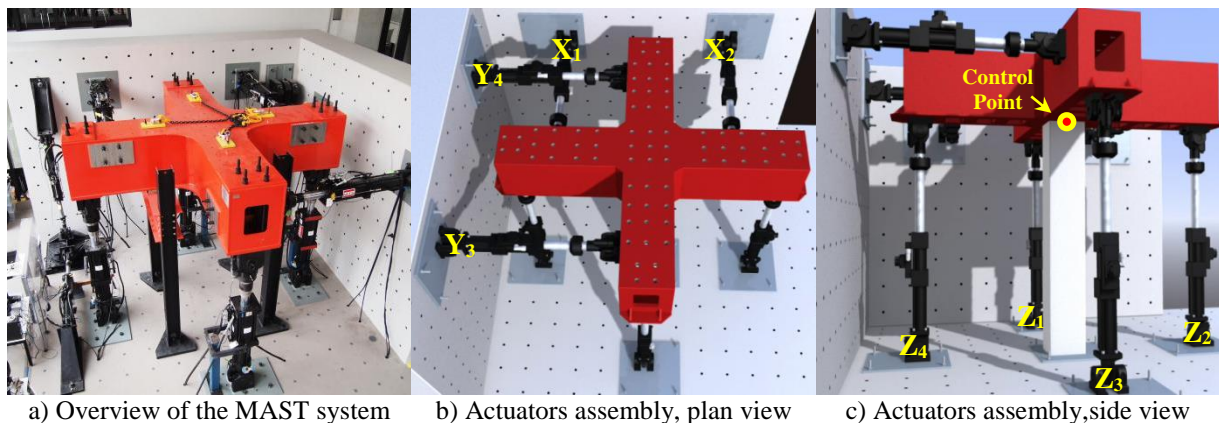 X1
X2
Y4
Y3
Control
Point
Z1
Z2
Z4
Z3
a) Overview of the MAST system
b) Actuators assembly, plan view
c) Actuators assembly,side view